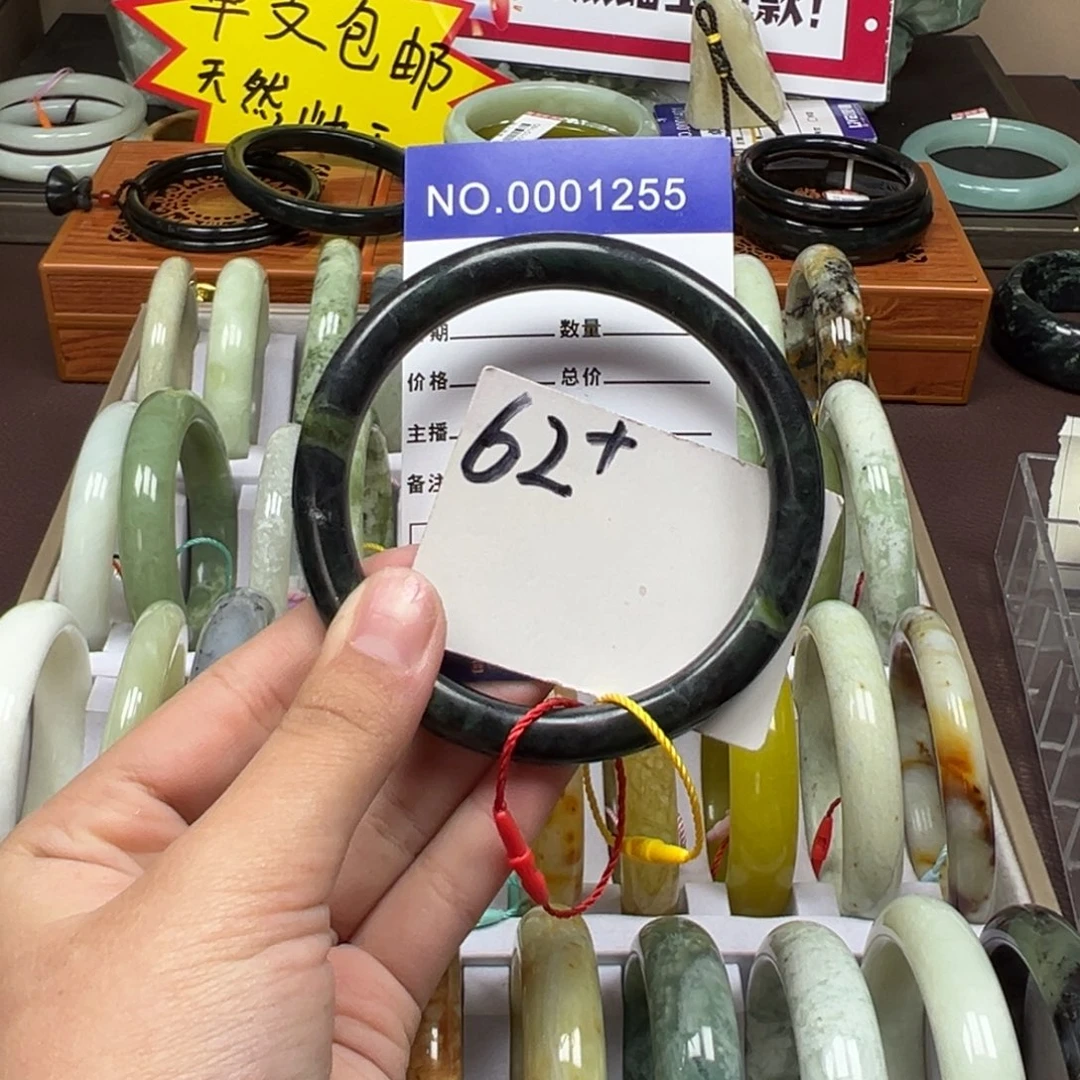 单支包邮
天然
款!
NO.0001255
期 数量
价格 总价
主播
备注
62+